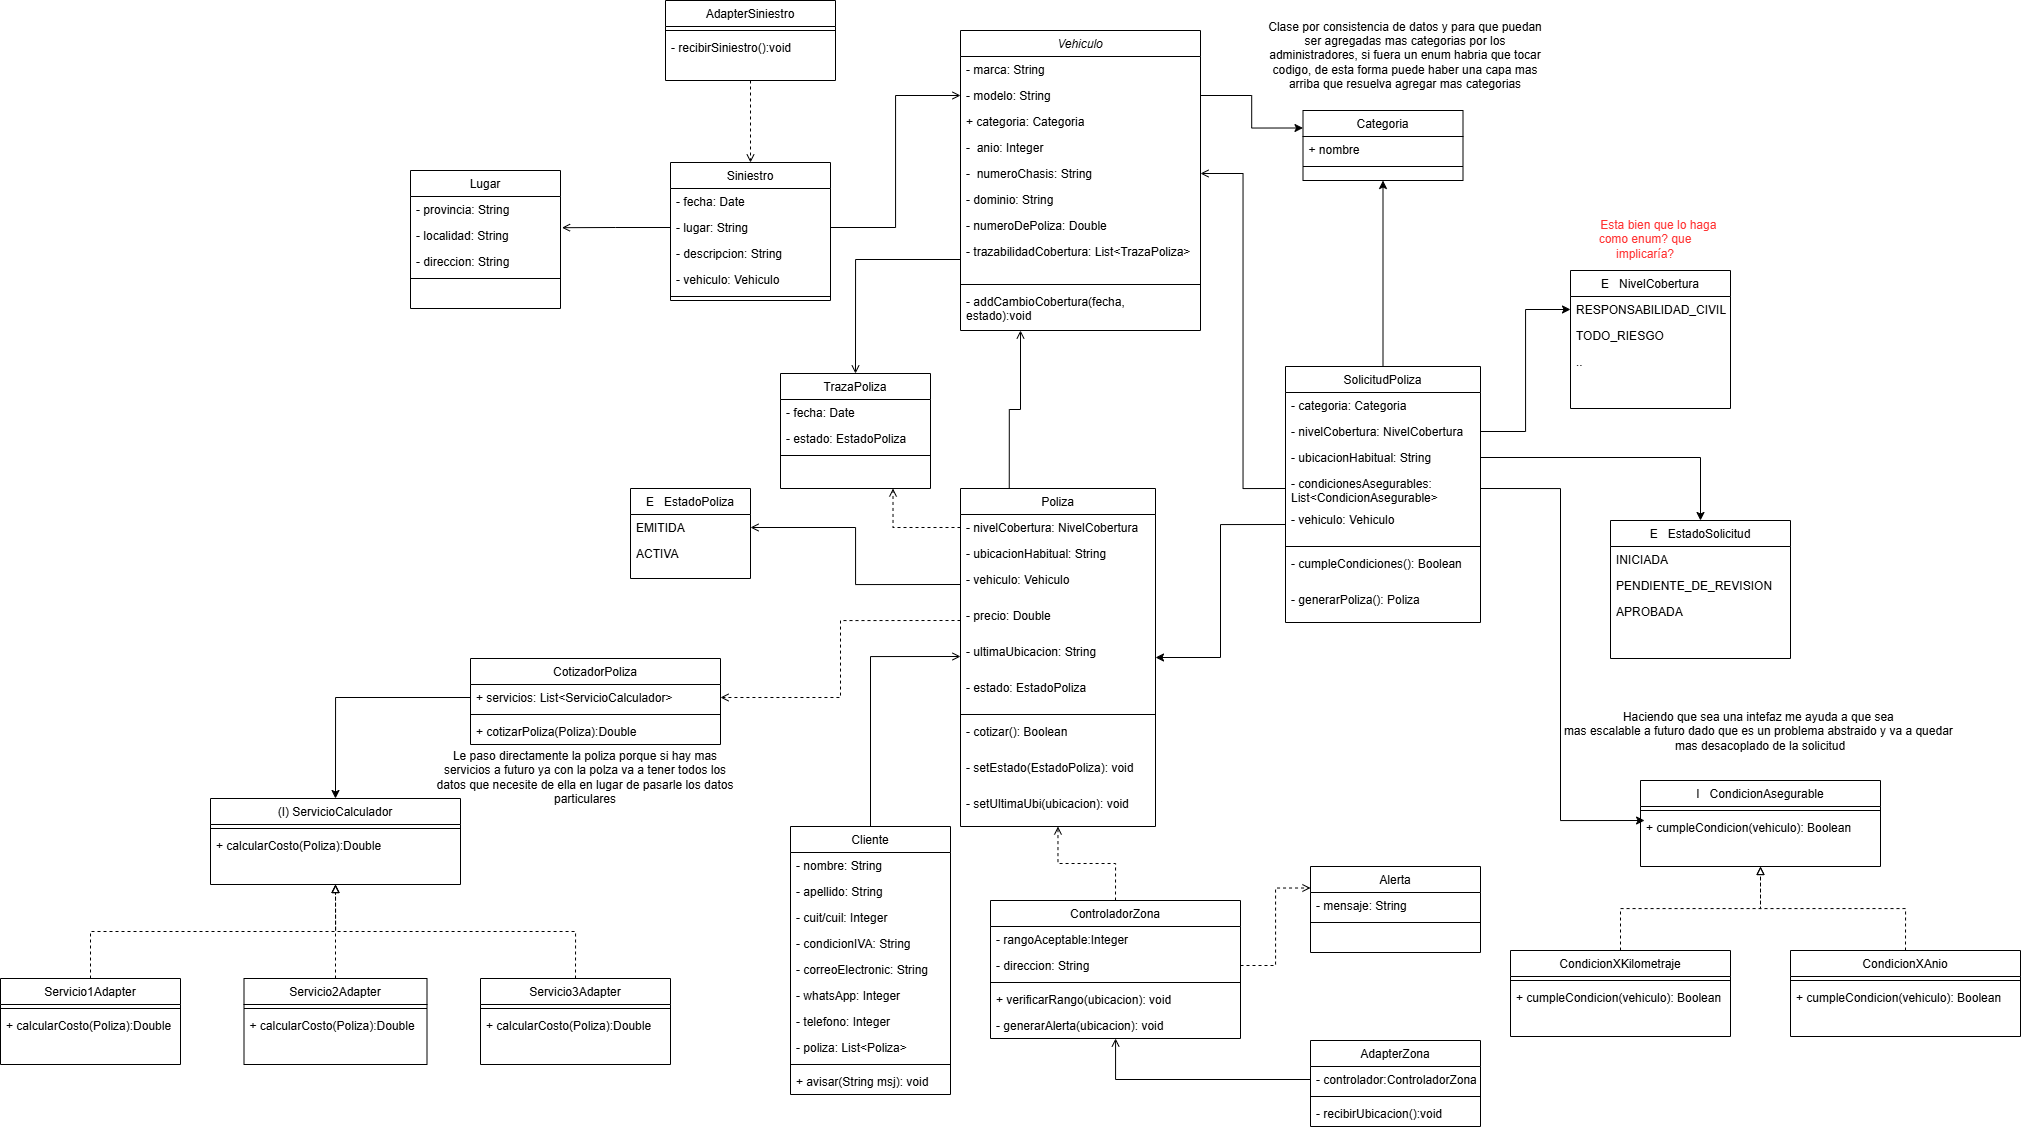 AdapterSiniestro
- recibirSiniestro():void
Vehiculo
- marca: String
- modelo: String
+ categoria: Categoria
-  anio: Integer
-  numeroChasis: String
- dominio: String
- numeroDePoliza: Double
- trazabilidadCobertura: List<TrazaPoliza>
- addCambioCobertura(fecha,
estado):void
Clase por consistencia de datos y para que puedan
ser agregadas mas categorias por los
administradores, si fuera un enum habria que tocar
codigo, de esta forma puede haber una capa mas
arriba que resuelva agregar mas categorias
Categoria
+ nombre
Lugar
- provincia: String
- localidad: String
- direccion: String
Siniestro
- fecha: Date
- lugar: String
- descripcion: String
- vehiculo: Vehiculo
Esta bien que lo haga
como enum? que
implicaría?
E   NivelCobertura
RESPONSABILIDAD_CIVIL
TODO_RIESGO
..
TrazaPoliza
- fecha: Date
- estado: EstadoPoliza
SolicitudPoliza
- categoria: Categoria
- nivelCobertura: NivelCobertura
- ubicacionHabitual: String
- condicionesAsegurables:
List<CondicionAsegurable>
- vehiculo: Vehiculo
- cumpleCondiciones(): Boolean
- generarPoliza(): Poliza
E   EstadoPoliza
EMITIDA
ACTIVA
Poliza
- nivelCobertura: NivelCobertura
- ubicacionHabitual: String
- vehiculo: Vehiculo
- precio: Double
- ultimaUbicacion: String
- estado: EstadoPoliza
- cotizar(): Boolean
- setEstado(EstadoPoliza): void
- setUltimaUbi(ubicacion): void
E   EstadoSolicitud
INICIADA
PENDIENTE_DE_REVISION
APROBADA
CotizadorPoliza
+ servicios: List<ServicioCalculador>
+ cotizarPoliza(Poliza):Double
Le paso directamente la poliza porque si hay mas
servicios a futuro ya con la polza va a tener todos los
datos que necesite de ella en lugar de pasarle los datos
particulares
Haciendo que sea una intefaz me ayuda a que sea
mas escalable a futuro dado que es un problema abstraido y va a quedar
mas desacoplado de la solicitud
(I) ServicioCalculador
+ calcularCosto(Poliza):Double
I   CondicionAsegurable
+ cumpleCondicion(vehiculo): Boolean
Cliente
- nombre: String
- apellido: String
- cuit/cuil: Integer
- condicionIVA: String
- correoElectronic: String
- whatsApp: Integer
- telefono: Integer
- poliza: List<Poliza>
+ avisar(String msj): void
Alerta
- mensaje: String
ControladorZona
- rangoAceptable:Integer
- direccion: String
+ verificarRango(ubicacion): void
- generarAlerta(ubicacion): void
Servicio1Adapter
+ calcularCosto(Poliza):Double
Servicio2Adapter
+ calcularCosto(Poliza):Double
Servicio3Adapter
+ calcularCosto(Poliza):Double
CondicionXKilometraje
+ cumpleCondicion(vehiculo): Boolean
CondicionXAnio
+ cumpleCondicion(vehiculo): Boolean
AdapterZona
- controlador:ControladorZona
- recibirUbicacion():void